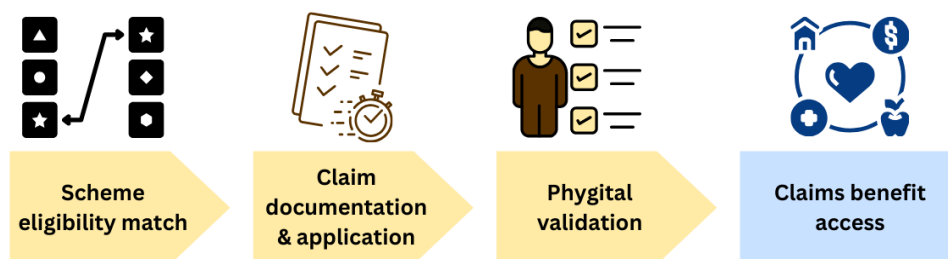 Scheme
eligibility match
Claim
documentation
& application
Phygital
validation
Claims benefit
access